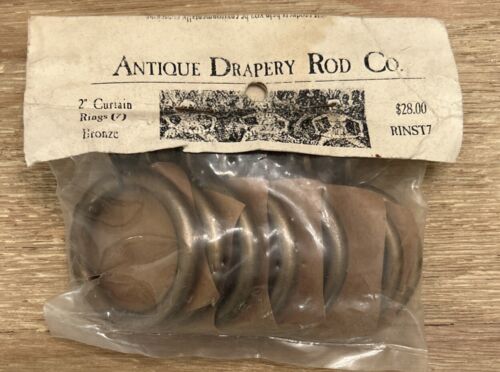 ANTIQUE DRAPERY ROD CO.
2" Curtain
Rings (7)
Bronze
$28.00
RINST7